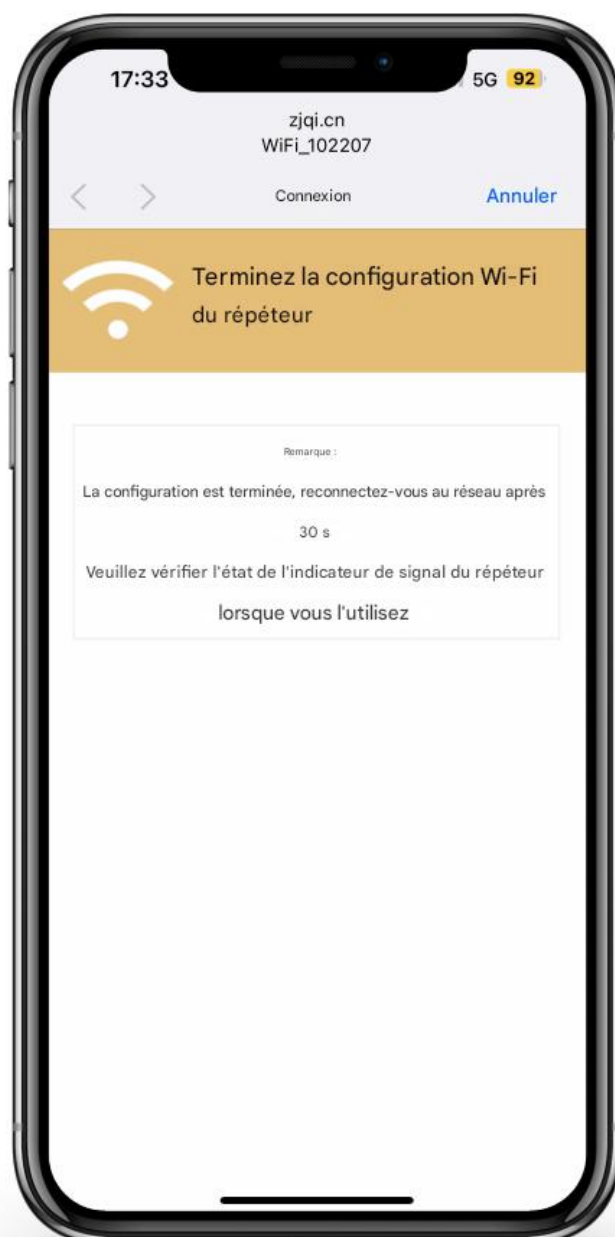 17:33
5G 92
zjqi.cn
WiFi_102207
Connexion
Annuler
Terminez la configuration Wi-Fi
du répéteur
Remarque :
La configuration est terminée, reconnectez-vous au réseau après
30 s
Veuillez vérifier l'état de l'indicateur de signal du répéteur
lorsque vous l'utilisez